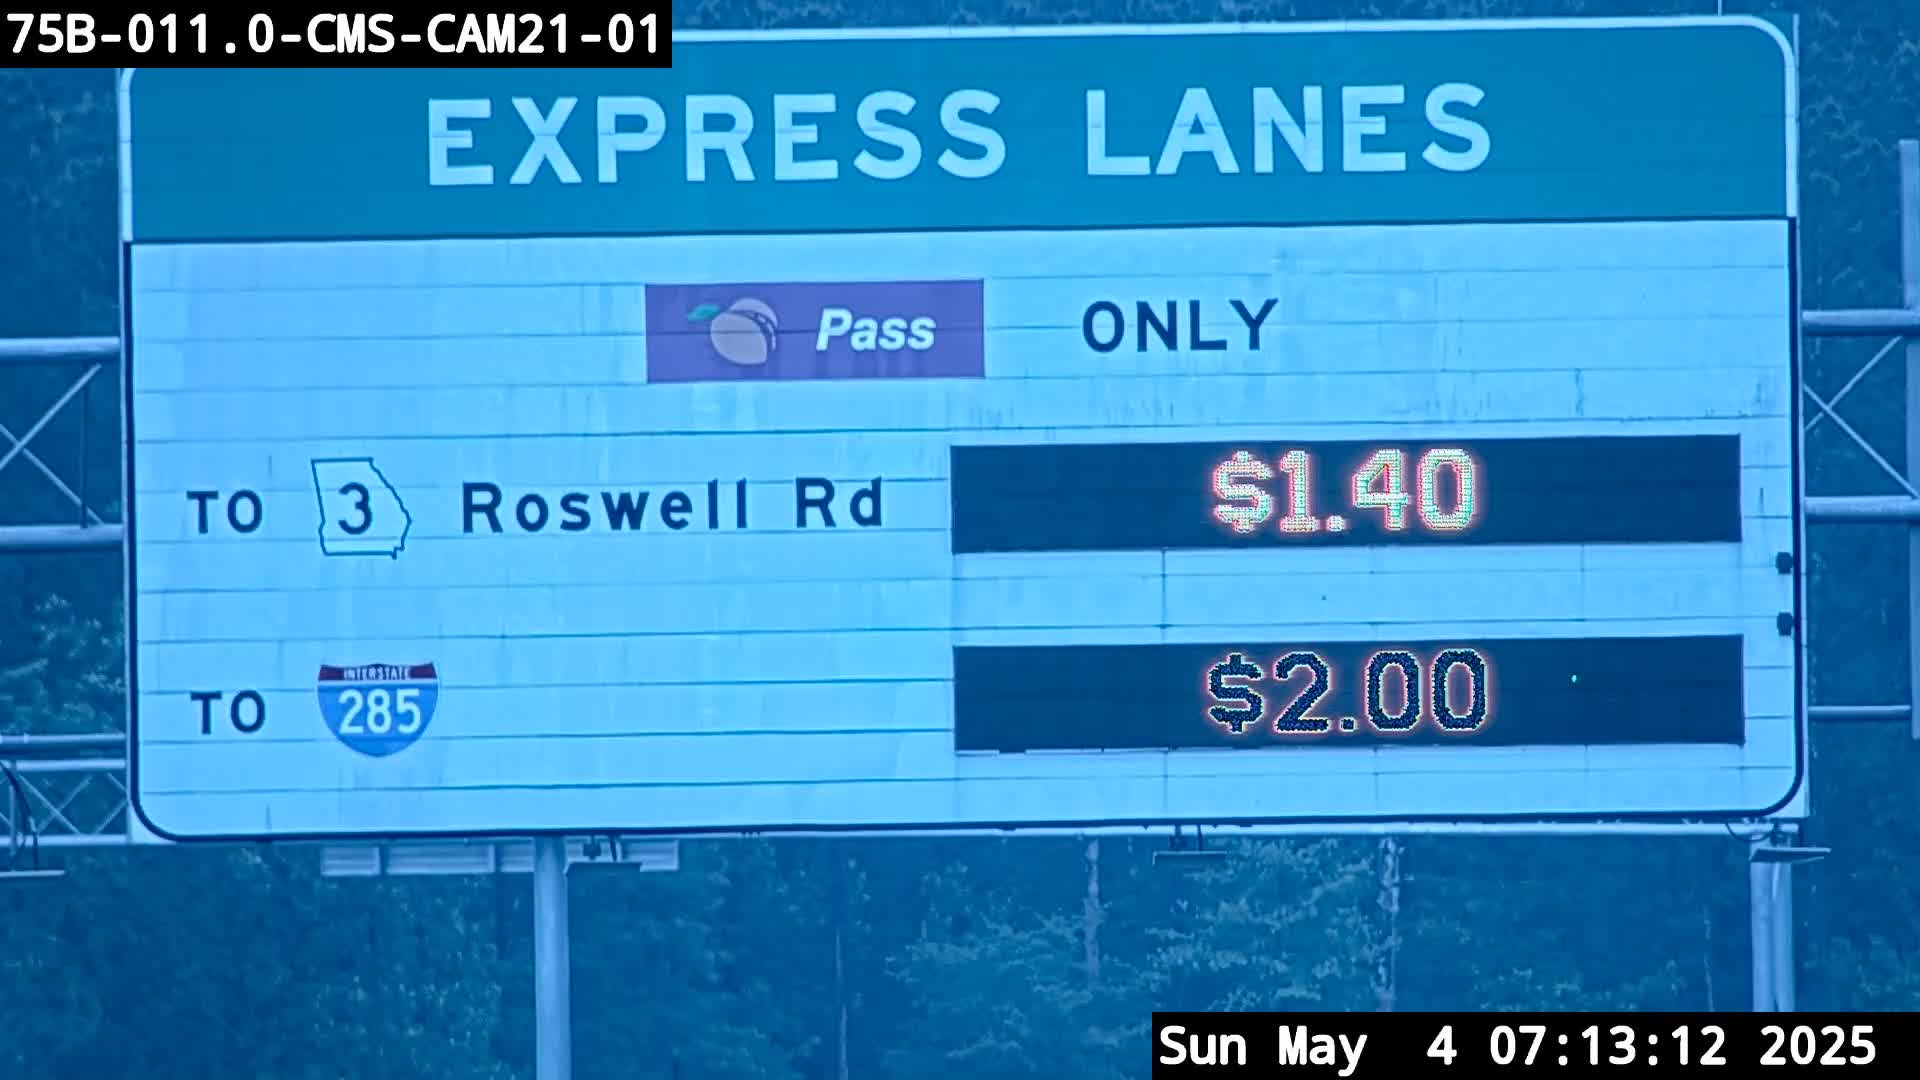 75B-011.0-CMS-CAM21-01
EXPRESS LANES
Pass ONLY
TO 3 Roswell Rd $1.40
TO INTERSTATE 285 $2.00
Sun May 4 07:13:12 2025